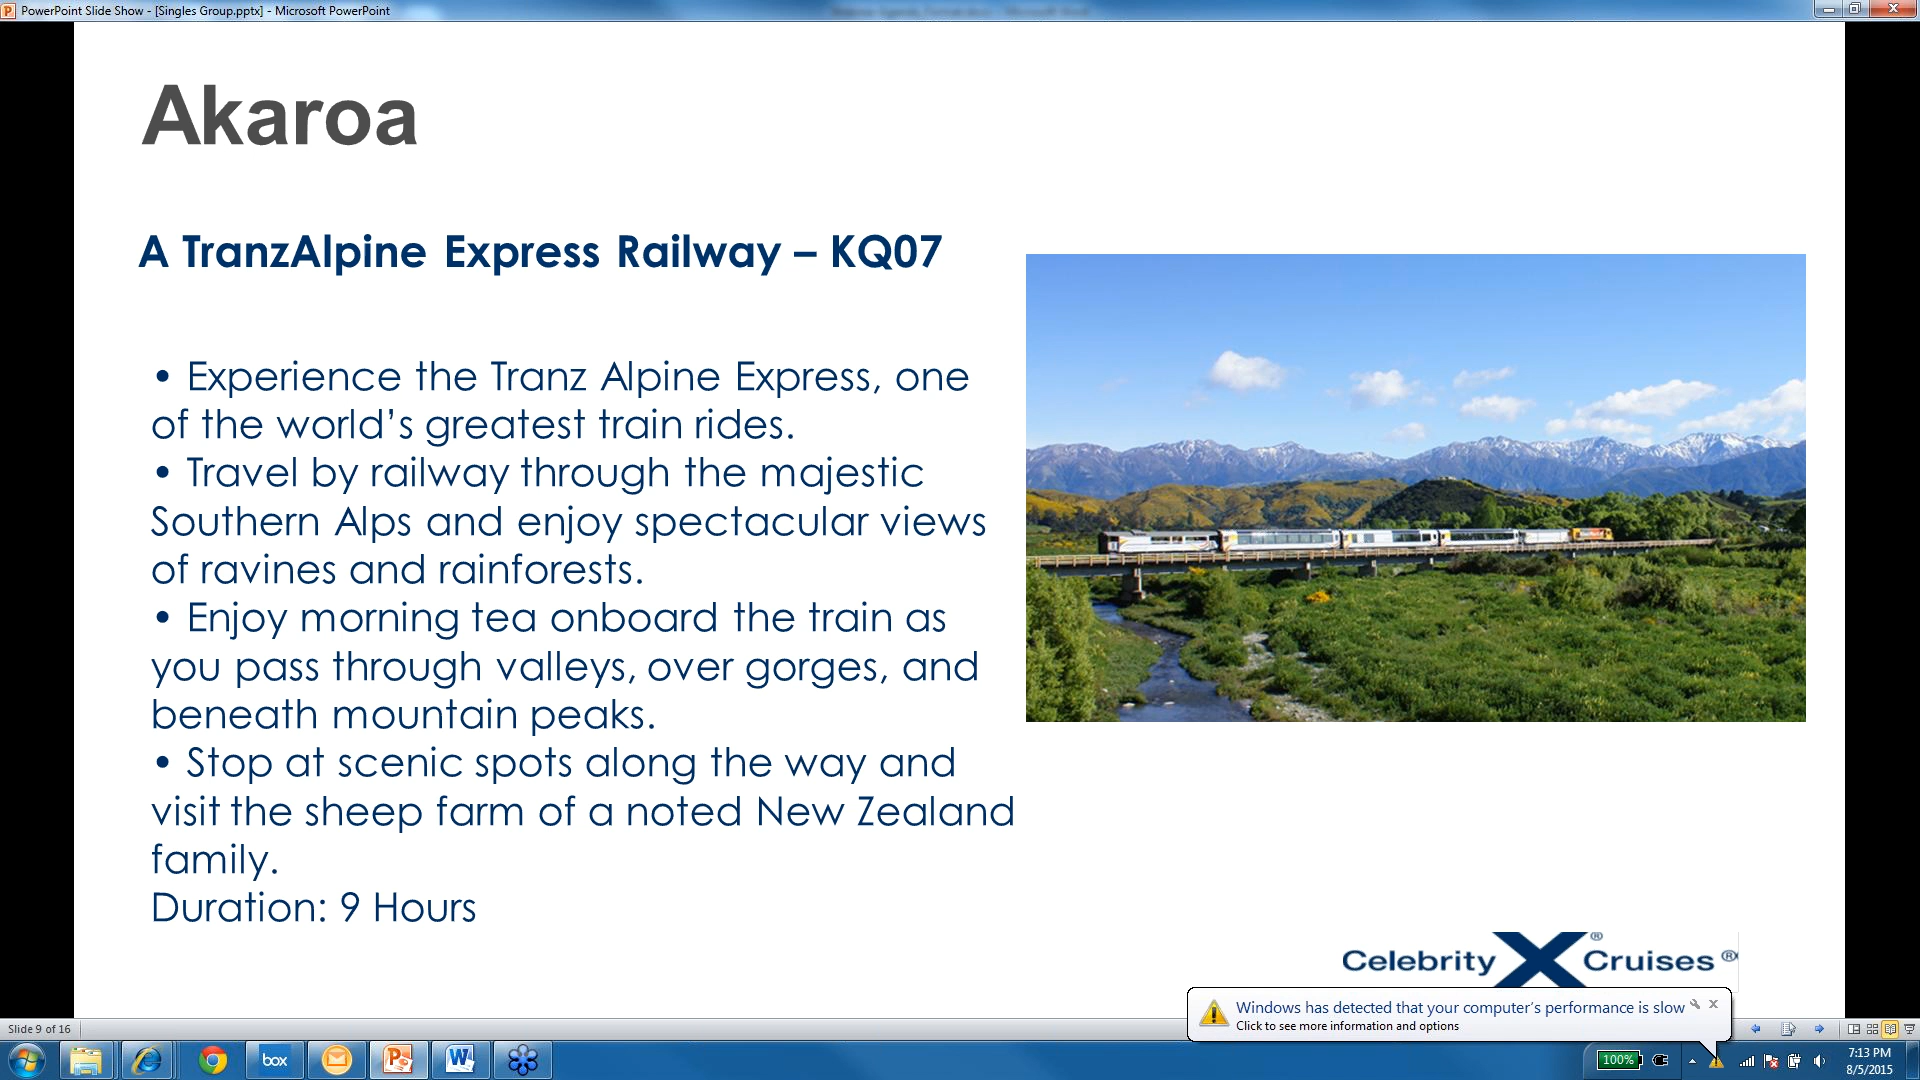 PowerPoint Slide Show - [Singles Group.pptx] - Microsoft PowerPoint
Akaroa
A TranzAlpine Express Railway – KQ07
• Experience the Tranz Alpine Express, one
of the world’s greatest train rides.
• Travel by railway through the majestic
Southern Alps and enjoy spectacular views
of ravines and rainforests.
• Enjoy morning tea onboard the train as
you pass through valleys, over gorges, and
beneath mountain peaks.
• Stop at scenic spots along the way and
visit the sheep farm of a noted New Zealand
family.
Duration: 9 Hours
Celebrity X® Cruises®
Windows has detected that your computer’s performance is slow
Click to see more information and options
Slide 9 of 16
box
100%
7:13 PM
8/5/2015